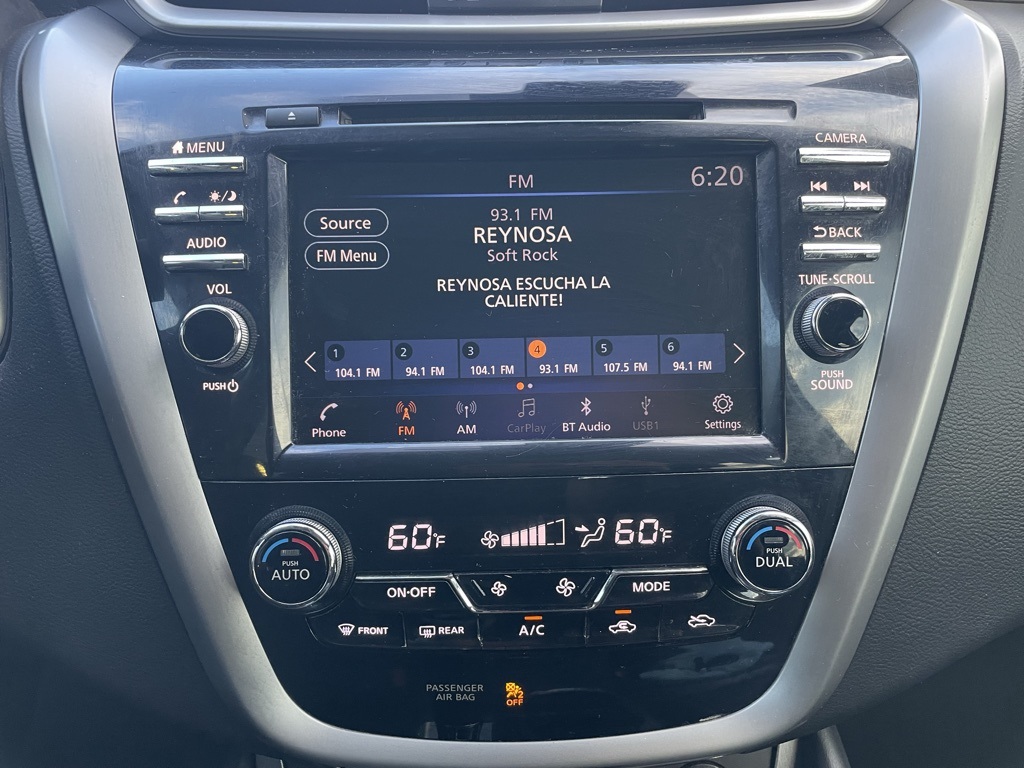 MENU
CAMERA
FM
6:20
AUDIO
BACK
Source
93.1 FM
REYNOSA
FM Menu
Soft Rock
VOL
TUNE·SCROLL
REYNOSA ESCUCHA LA
CALIENTE!
PUSH
PUSH
SOUND
1 2 3 4 5 6
104.1 FM 94.1 FM 104.1 FM 93.1 FM 107.5 FM 94.1 FM
Phone FM AM CarPlay BT Audio USB1 Settings
60°F 60°F
PUSH
AUTO
PUSH
DUAL
ON·OFF MODE
FRONT REAR A/C
PASSENGER
AIR BAG
2
OFF